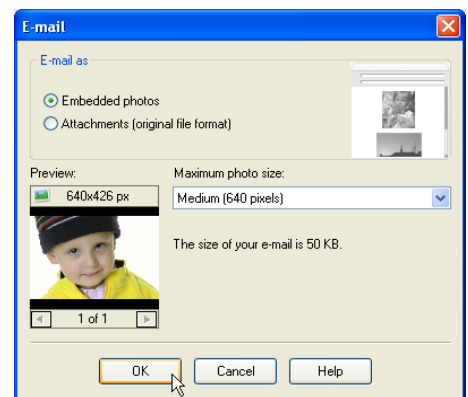 E-mail
E-mail as
Embedded photos
Attachments (original file format)
Preview:
640x426 px
1 of 1
Maximum photo size:
Medium (640 pixels)
The size of your e-mail is 50 KB.
OK
Cancel
Help